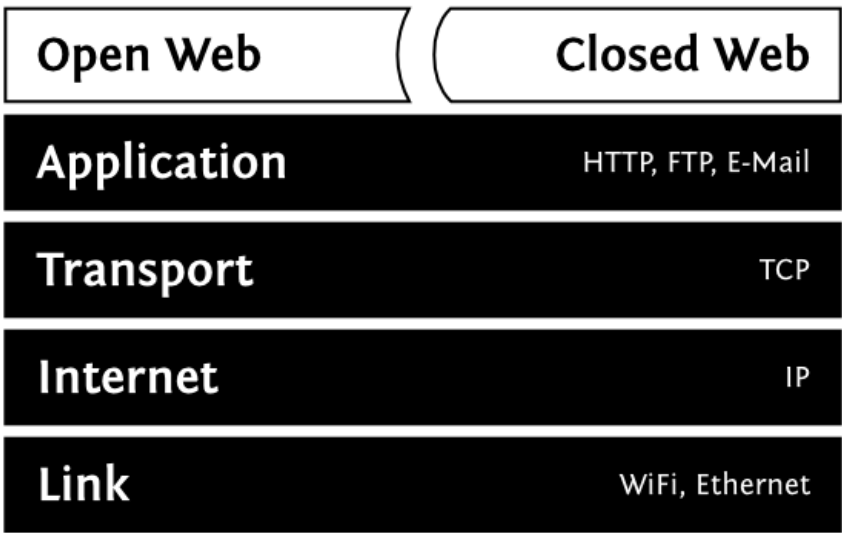 Open Web
Closed Web
Application
HTTP, FTP, E-Mail
Transport
TCP
Internet
IP
Link
WiFi, Ethernet